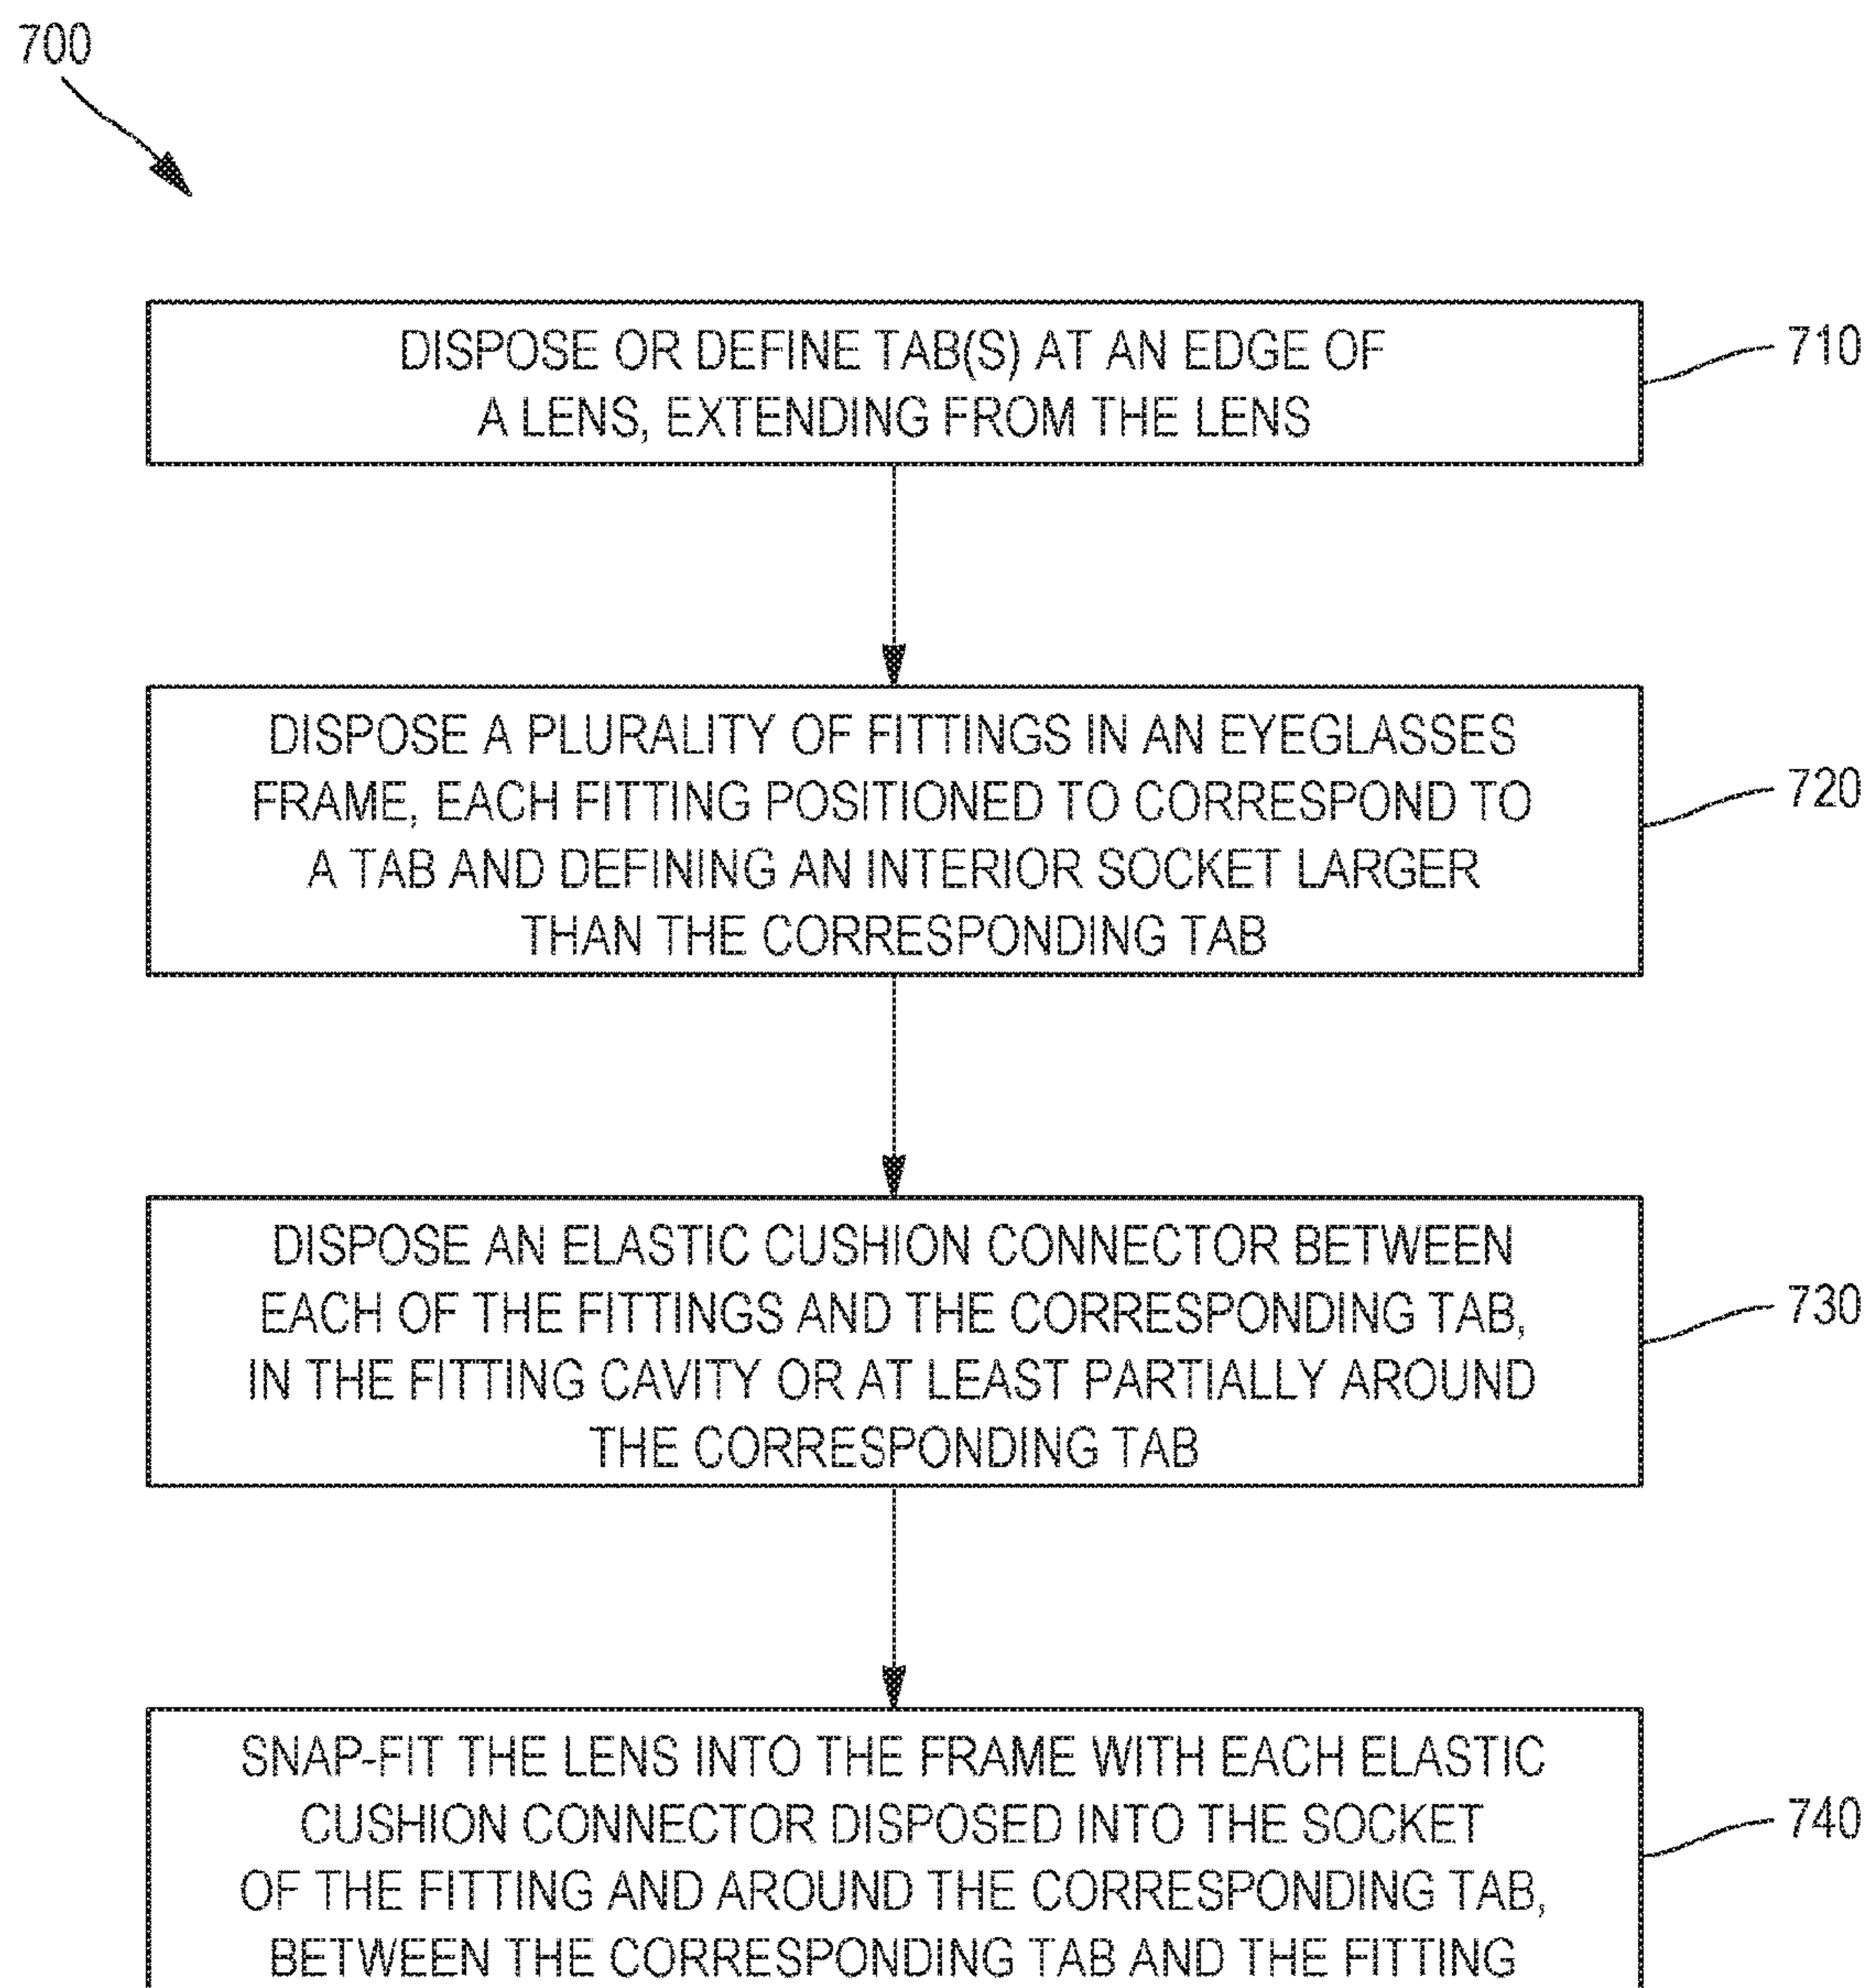 700
DISPOSE OR DEFINE TAB(S) AT AN EDGE OF
A LENS, EXTENDING FROM THE LENS
710
DISPOSE A PLURALITY OF FITTINGS IN AN EYEGLASSES
FRAME, EACH FITTING POSITIONED TO CORRESPOND TO
A TAB AND DEFINING AN INTERIOR SOCKET LARGER
THAN THE CORRESPONDING TAB
720
DISPOSE AN ELASTIC CUSHION CONNECTOR BETWEEN
EACH OF THE FITTINGS AND THE CORRESPONDING TAB,
IN THE FITTING CAVITY OR AT LEAST PARTIALLY AROUND
THE CORRESPONDING TAB
730
SNAP-FIT THE LENS INTO THE FRAME WITH EACH ELASTIC
CUSHION CONNECTOR DISPOSED INTO THE SOCKET
OF THE FITTING AND AROUND THE CORRESPONDING TAB,
BETWEEN THE CORRESPONDING TAB AND THE FITTING
740